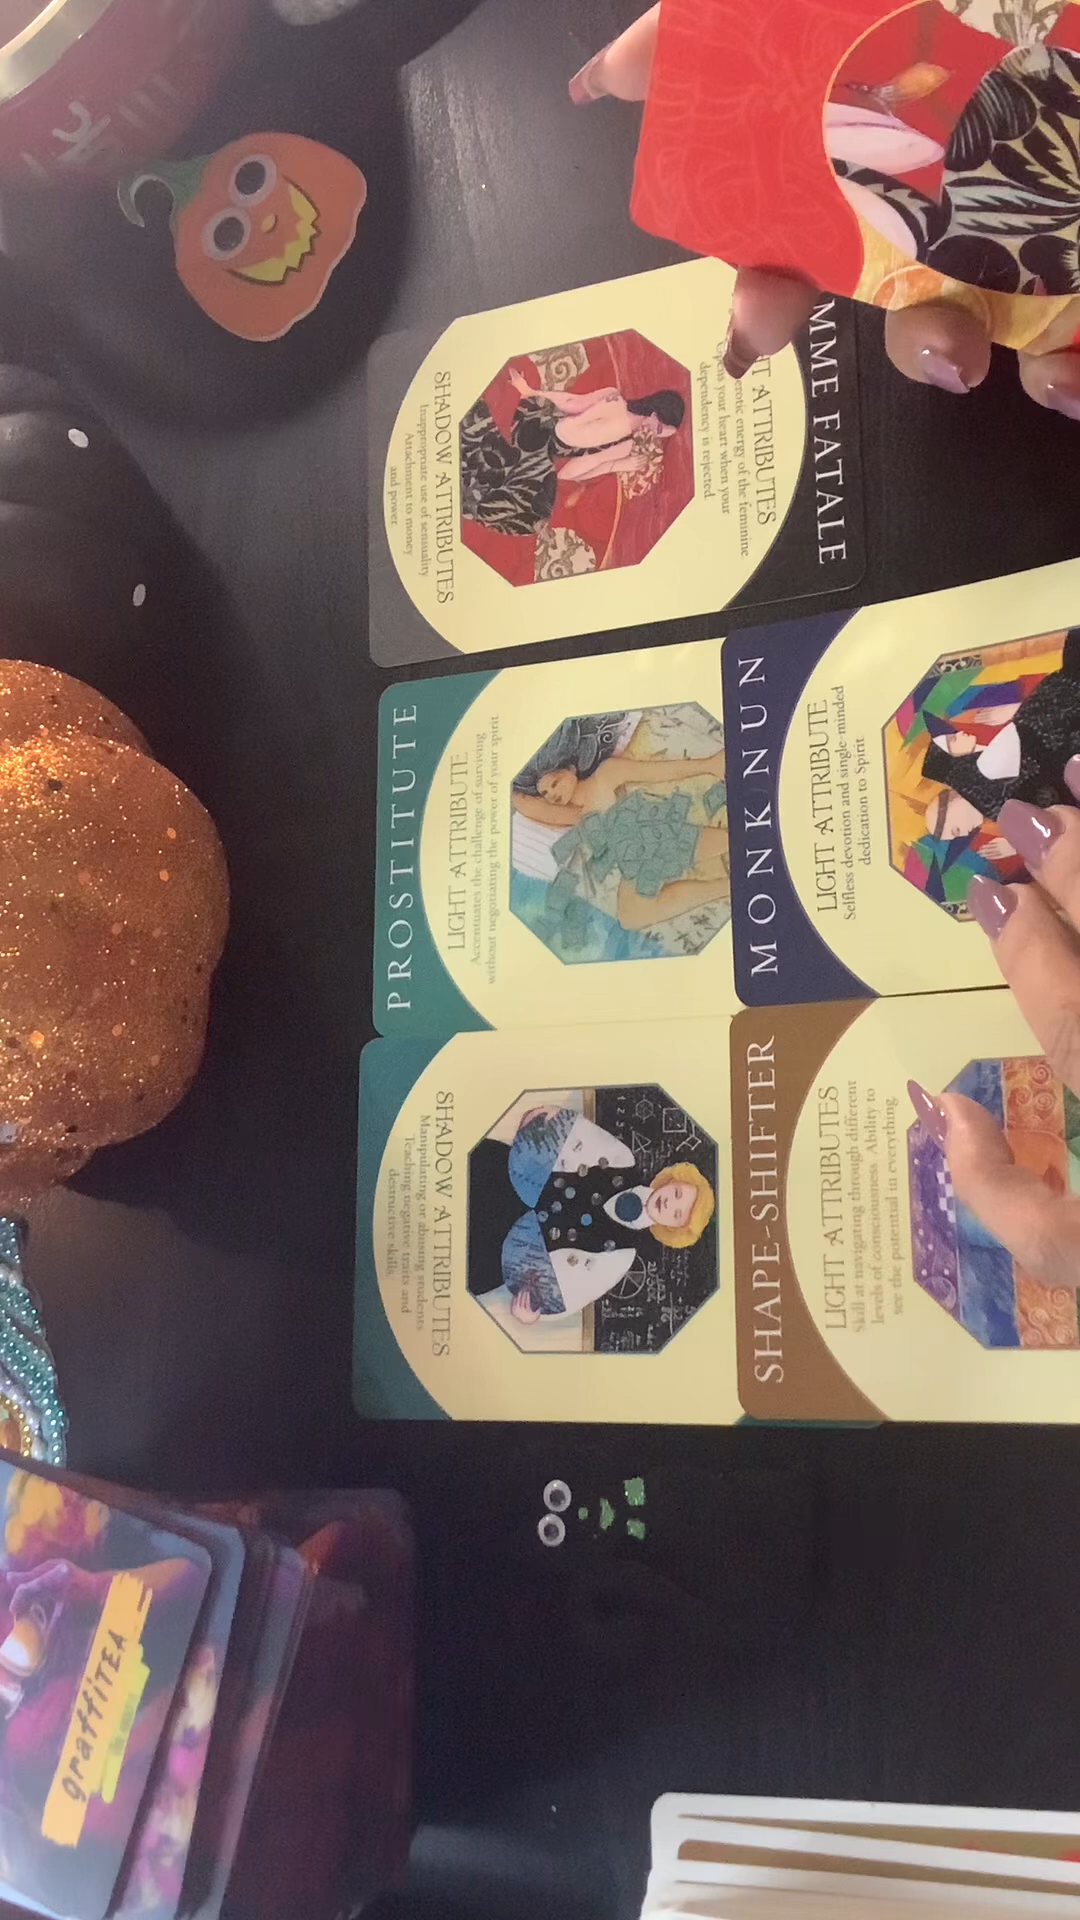 MME FATALE
T ATTRIBUTES
erotic energy of the feminine
Opens your heart when your
dependency is rejected.
SHADOW ATTRIBUTES
Inappropriate use of sensuality
Attachment to money
and power
PROSTITUTE
LIGHT ATTRIBUTE
Accentuates the challenge of surviving
without negotiating the power of your spirit
MONK/NUN
LIGHT ATTRIBUTE
Selfless devotion and single-minded
dedication to Spirit
SHADOW ATTRIBUTES
Manipulating or abusing students
Teaching negative traits and
destructive skills
SHAPE-SHIFTER
LIGHT ATTRIBUTES
Skill at navigating through different
levels of consciousness. Ability to
see the potential in everything.
graffiTEA